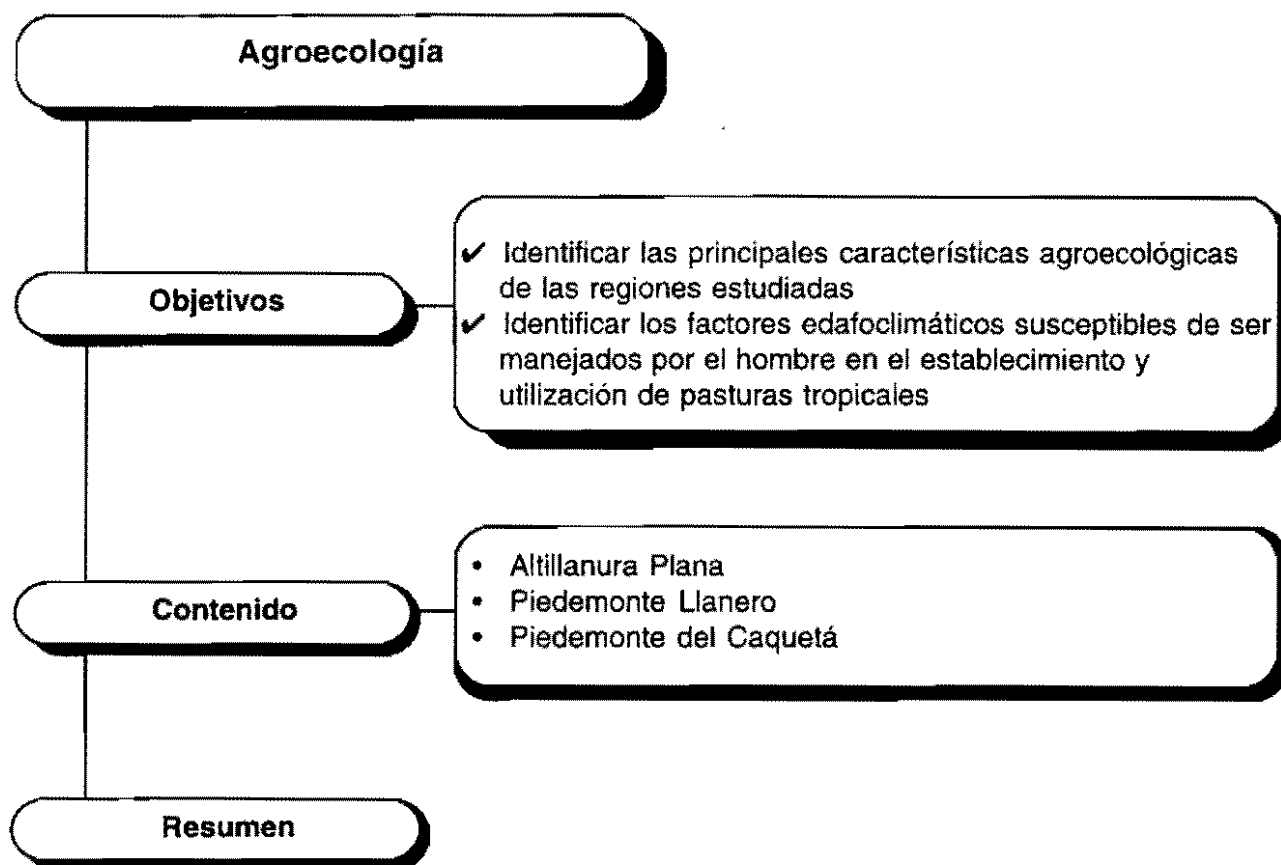 Agroecología
Objetivos
✔ Identificar las principales características agroecológicas
de las regiones estudiadas
✔ Identificar los factores edafoclimáticos susceptibles de ser
manejados por el hombre en el establecimiento y
utilización de pasturas tropicales
Contenido
• Altillanura Plana
• Piedemonte Llanero
• Piedemonte del Caquetá
Resumen